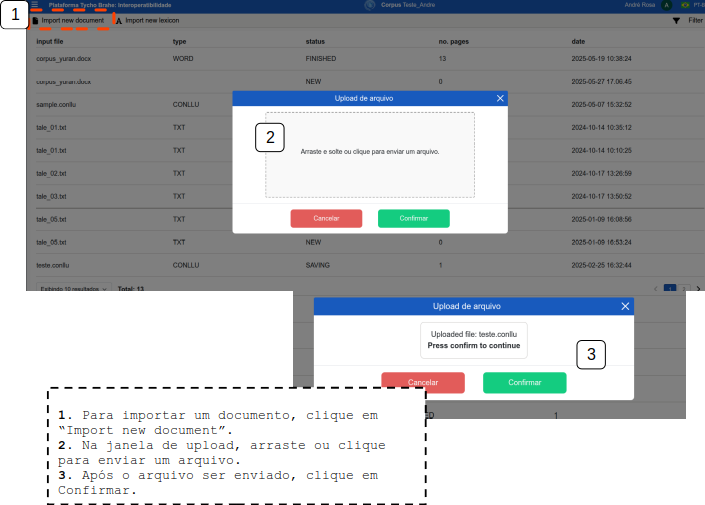 1
Plataforma Tycho Brahe: Interoperatibilidade
Corpus Teste_Andre
André Rosa
A
Import new document
Import new lexicon
Filter
input file type status no. pages date
corpus_yuran.docx WORD FINISHED 13 2025-05-19 10:38:24
corpus_yuran.docx NEW 0 2025-05-27 17:06:45
sample.conllu CONLLU 2025-05-07 15:32:52
tale_01.txt TXT 2024-10-14 10:35:12
tale_01.txt TXT 2024-10-14 10:10:25
tale_02.txt TXT 2024-10-17 13:26:59
tale_03.txt TXT 2024-10-17 13:50:52
tale_05.txt TXT 2025-01-09 16:08:56
tale_05.txt TXT NEW 0 2025-01-09 16:53:24
teste.conllu CONLLU SAVING 1 2025-02-25 16:32:44
Exibindo 10 resultados Total: 13
1 2
Upload de arquivo
2
Arraste e solte ou clique para enviar um arquivo.
Cancelar Confirmar
Upload de arquivo
Uploaded file: teste.conllu
Press confirm to continue
3
Cancelar Confirmar
1
1. Para importar um documento, clique em
“Import new document”.
2. Na janela de upload, arraste ou clique
para enviar um arquivo.
3. Após o arquivo ser enviado, clique em
Confirmar.